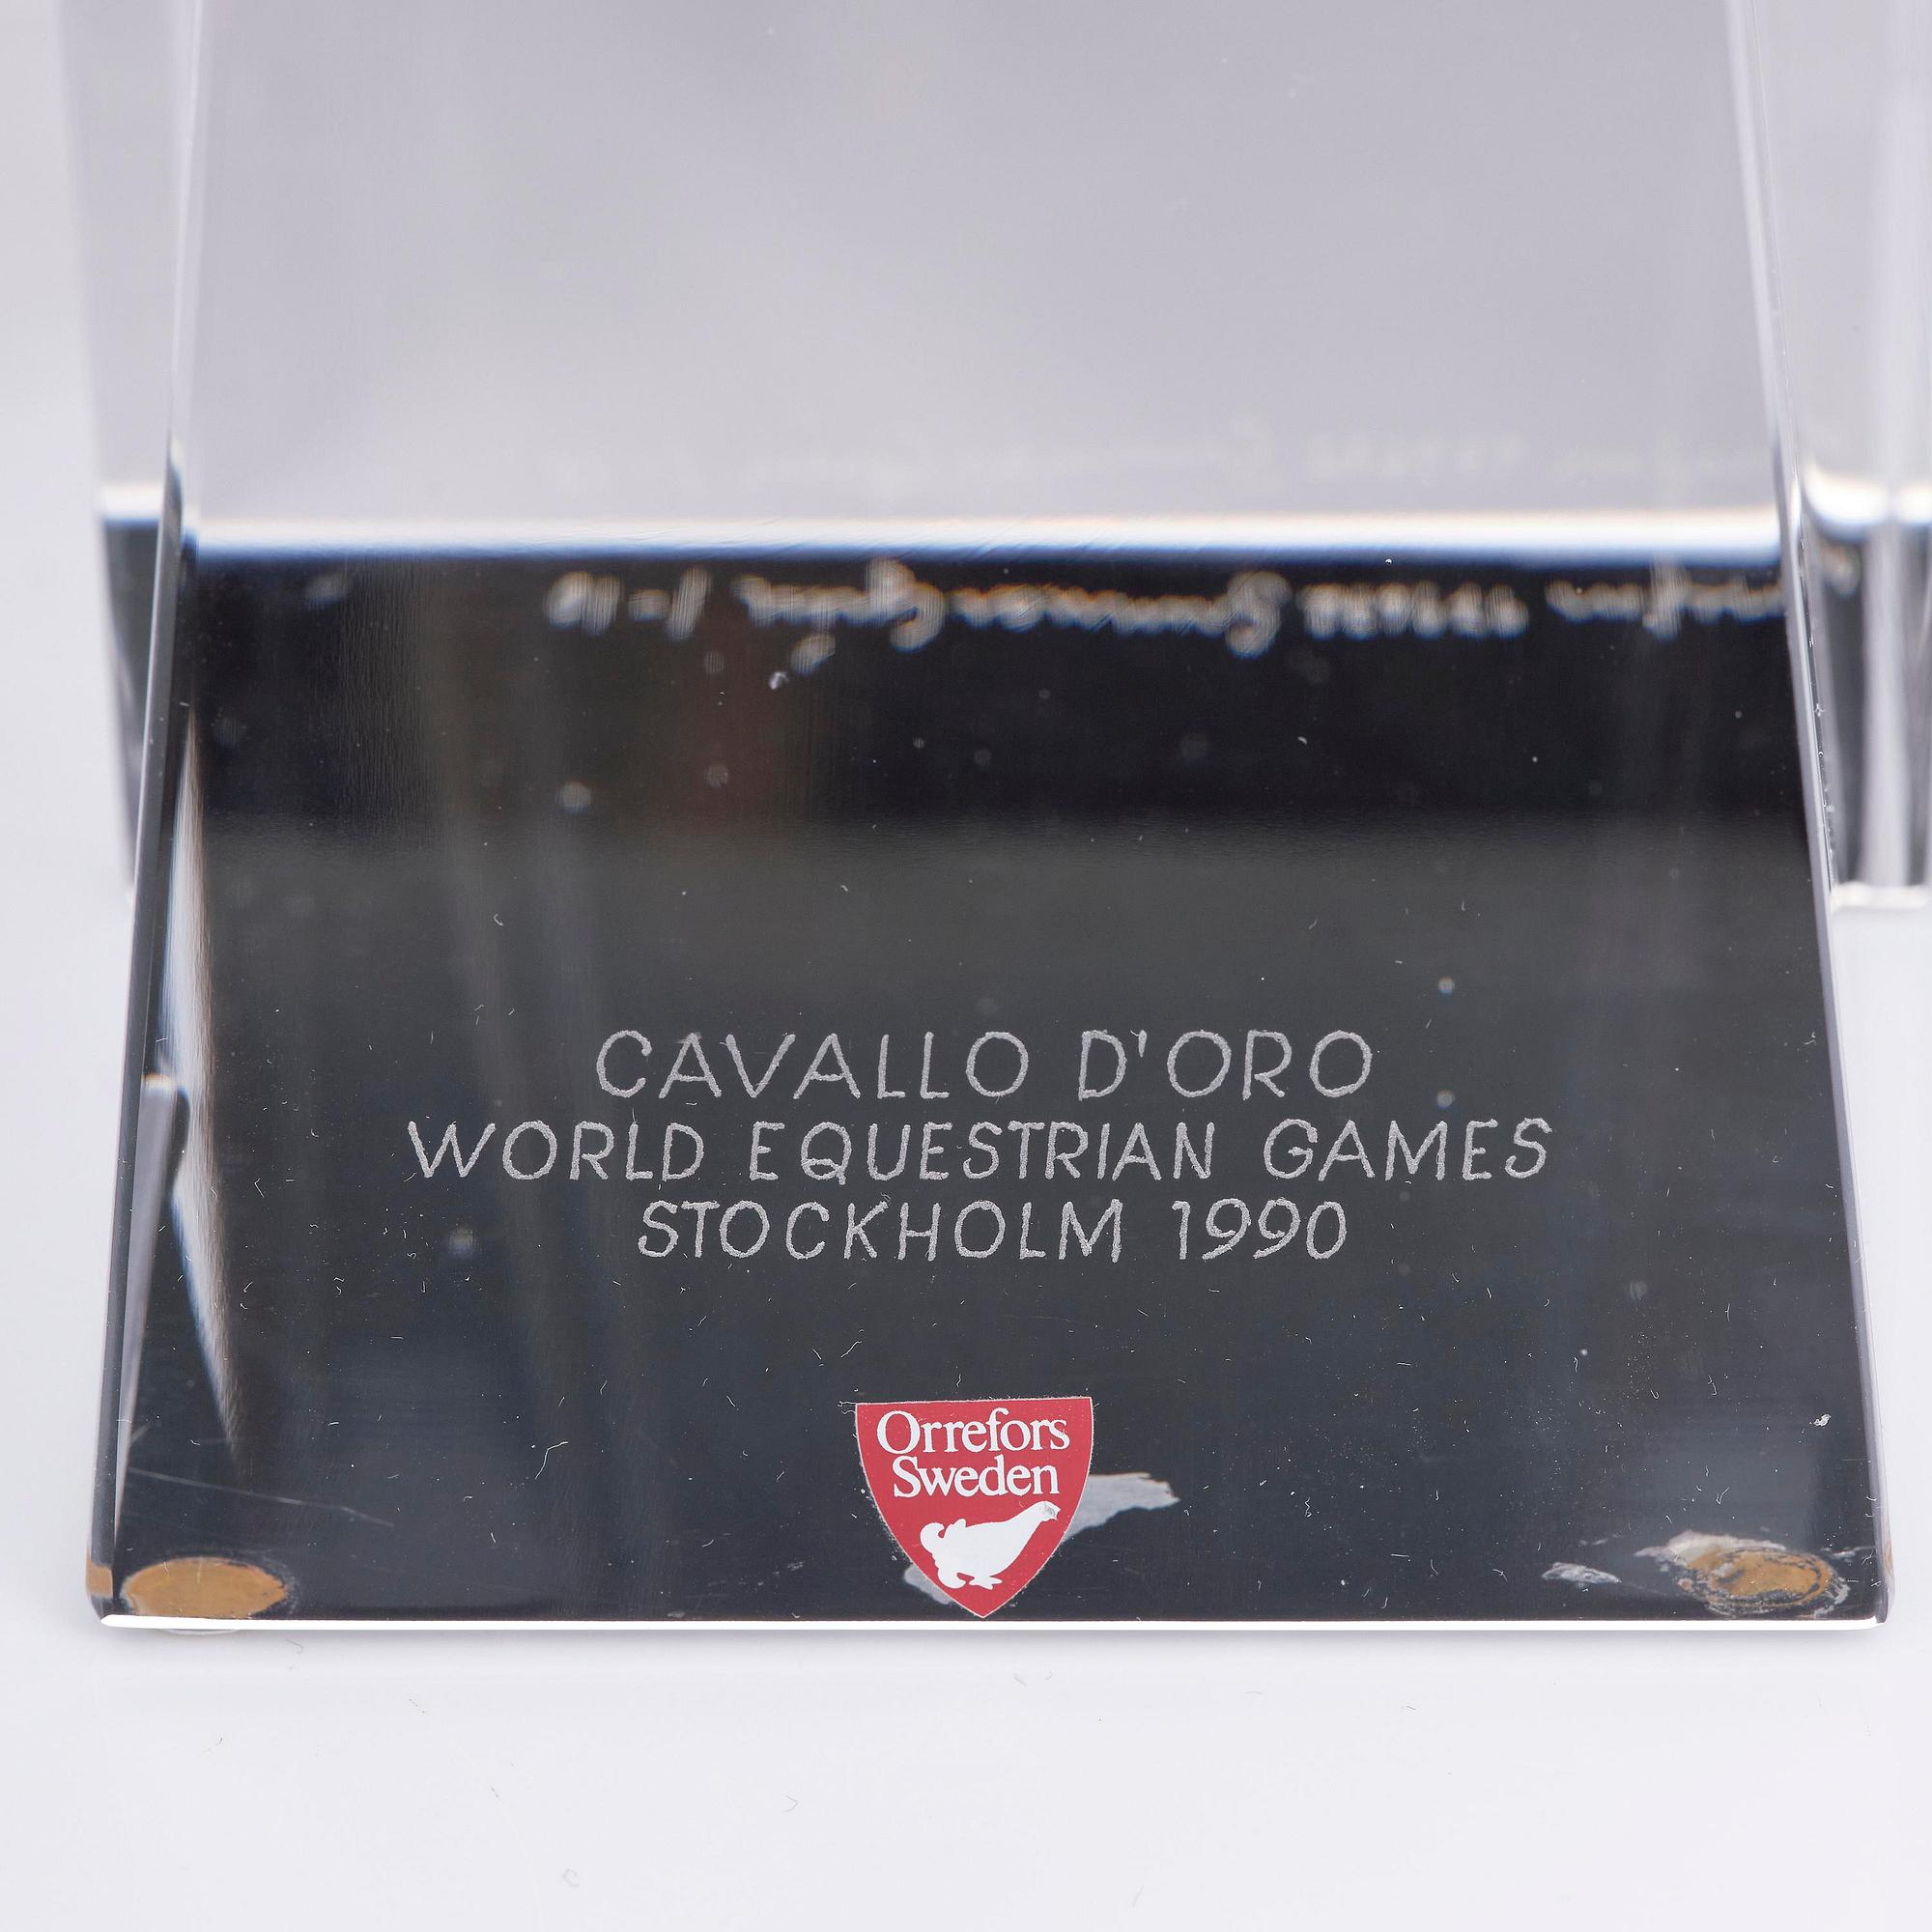 CAVALLO D'ORO
WORLD EQUESTRIAN GAMES
STOCKHOLM 1990
Orrefors
Sweden